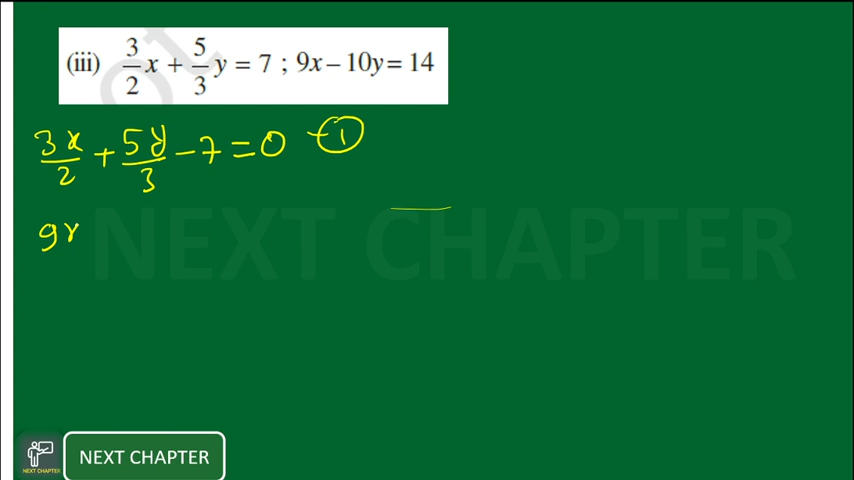 (iii) 3/2 x + 5/3 y = 7 ; 9x – 10y = 14
3x/2 + 5y/3 – 7 = 0 –①
9x
NEXT CHAPTER
NEXT CHAPTER
NEXT CHAPTER